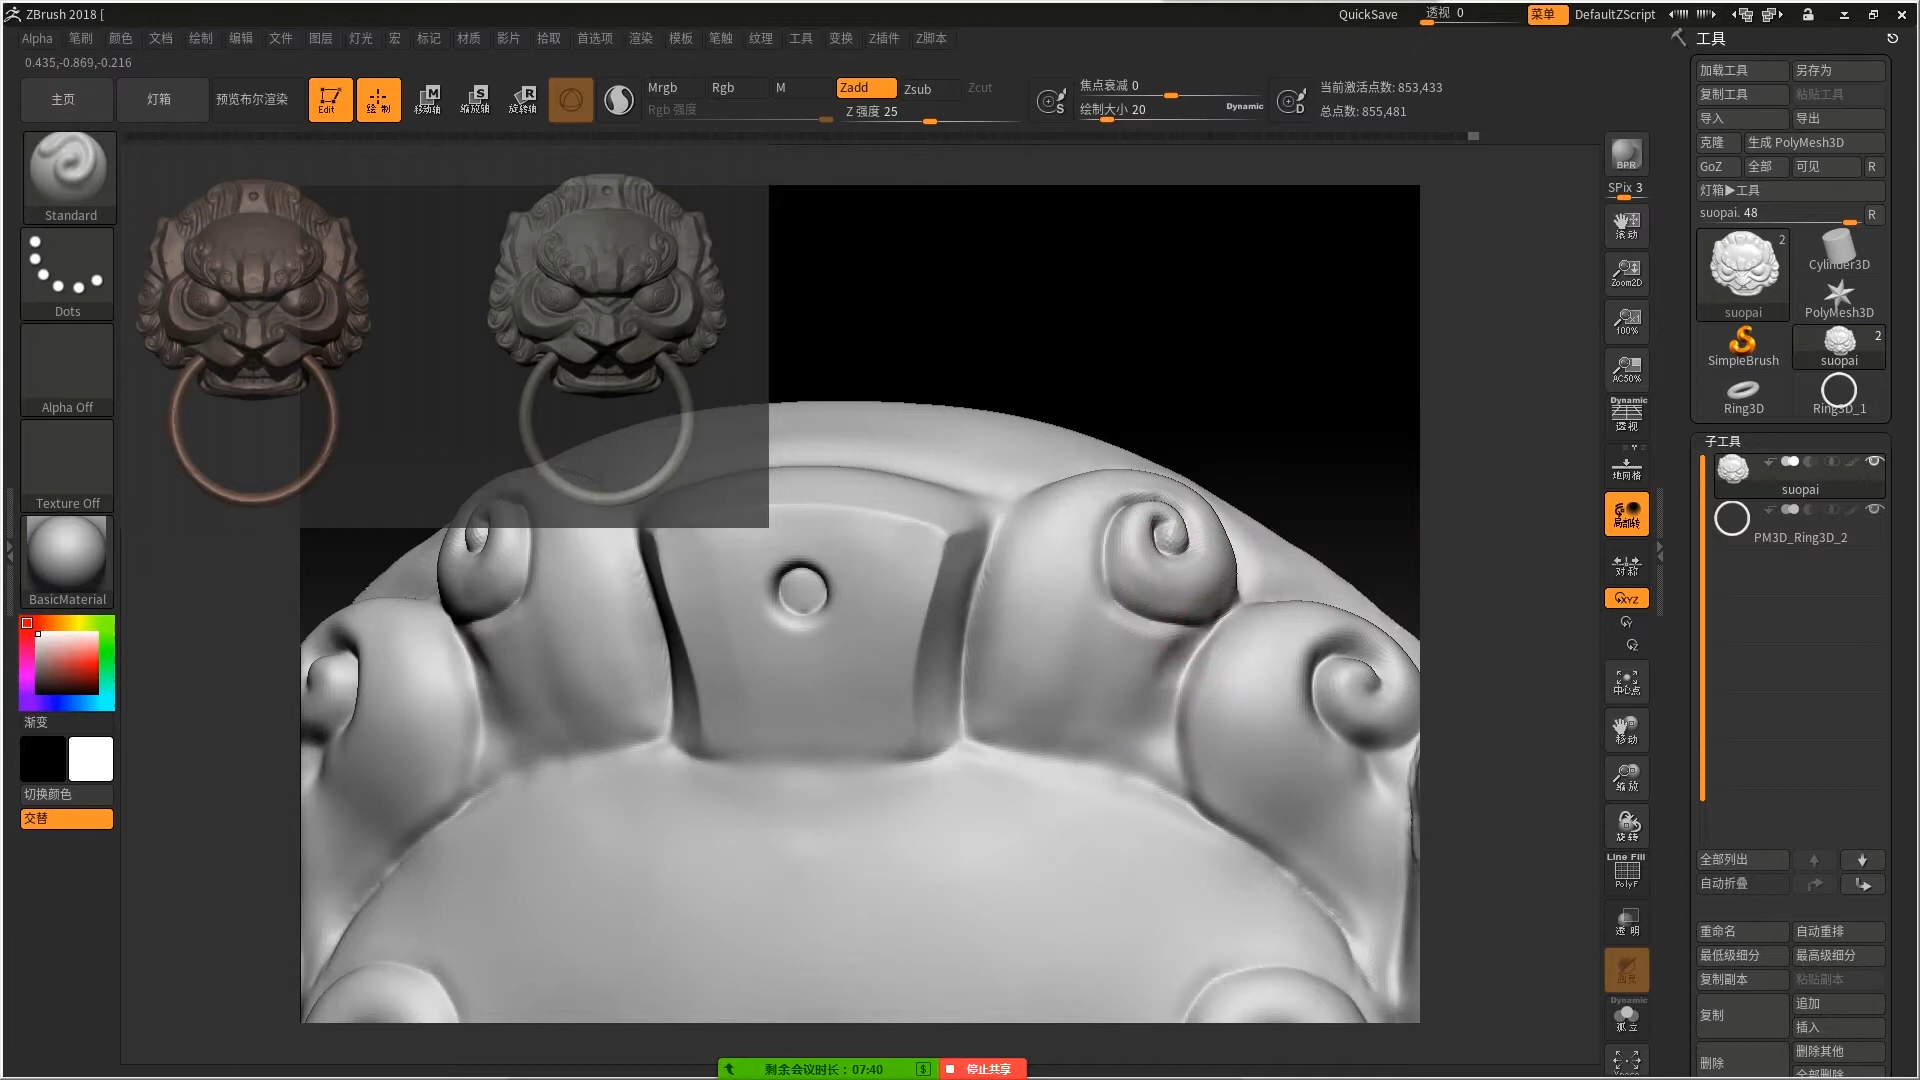 ZBrush 2018 [
QuickSave
透视 0
菜单
DefaultZScript
Alpha 笔刷 颜色 文档 绘制 编辑 文件 图层 灯光 宏 标记 材质 影片 拾取 首选项 渲染 模板 笔触 纹理 工具 变换 Z插件 Z脚本
0.435,-0.869,-0.216
主页
灯箱
预览布尔渲染
Edit
绘制
M
移动轴
S
缩放轴
R
旋转轴
Mrgb Rgb M
Rgb 强度
Zadd Zsub Zcut
Z 强度 25
S
焦点衰减 0
绘制大小 20
Dynamic
D
当前激活点数: 853,433
总点数: 855,481
Standard
Dots
Alpha Off
Texture Off
BasicMaterial
渐变
切换颜色
交替
BPR
SPix 3
滚动
Zoom2D
100%
AC50%
Dynamic
透视
地网格
局部转
对称
XYZ
Y
Z
中心点
移动
缩放
旋转
Line Fill
PolyF
透明
Dynamic
孤立
Xpose
工具
加载工具 另存为
复制工具 粘贴工具
导入 导出
克隆 生成 PolyMesh3D
GoZ 全部 可见 R
灯箱▶工具
suopai. 48 R
2
suopai
Cylinder3D
PolyMesh3D
SimpleBrush
2
suopai
Ring3D
Ring3D_1
子工具
suopai
PM3D_Ring3D_2
全部列出
自动折叠
重命名 自动重排
最低级细分 最高级细分
复制副本 粘贴副本
复制 追加
插入
删除 删除其他
全部删除
剩余会议时长：07:40
$
停止共享